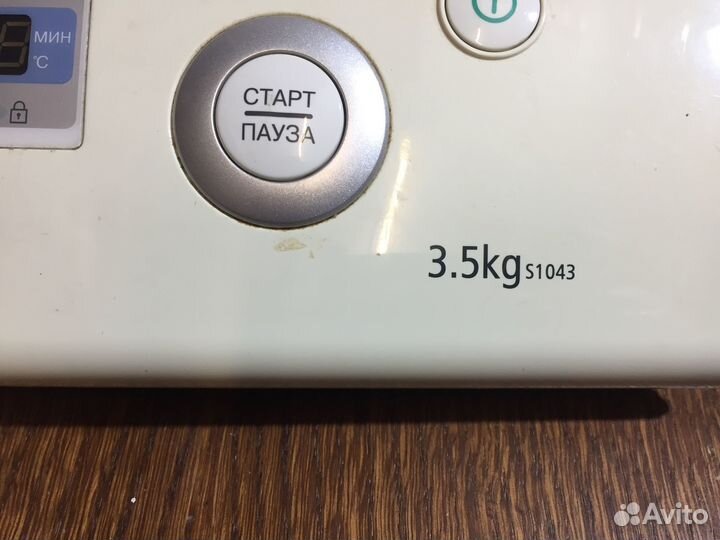 МИН
°C
СТАРТ
ПАУЗА
3.5kg S1043
Avito